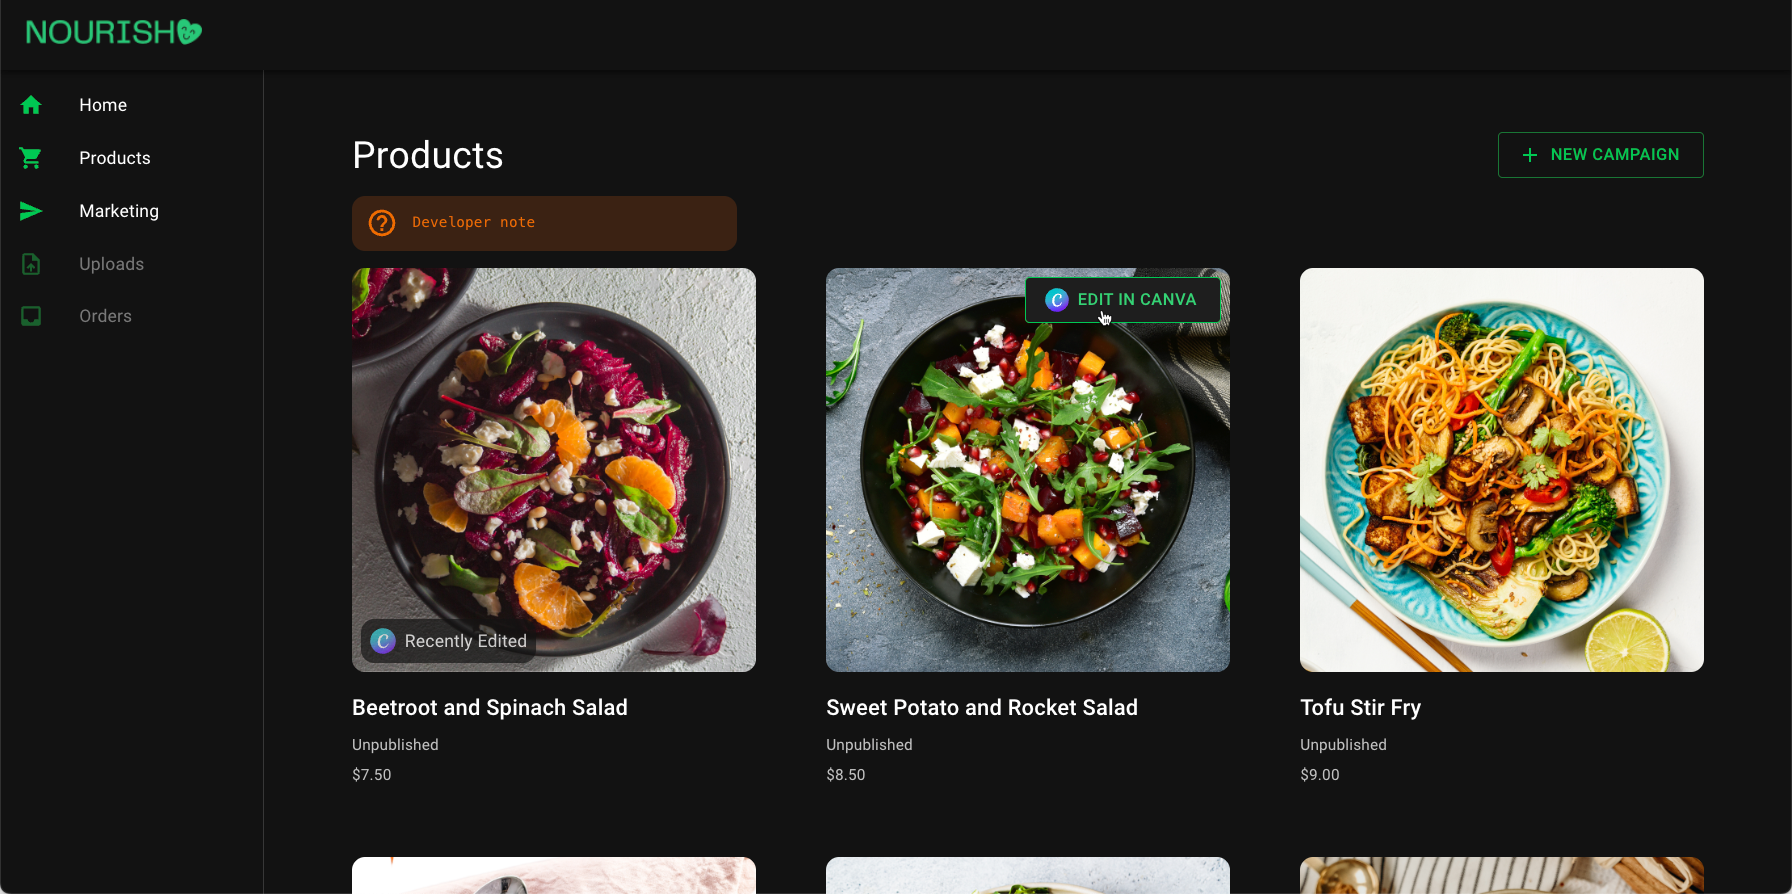 NOURISH
Home
Products
Marketing
Uploads
Orders
Products
NEW CAMPAIGN
Developer note
EDIT IN CANVA
Recently Edited
Beetroot and Spinach Salad
Unpublished
$7.50
Sweet Potato and Rocket Salad
Unpublished
$8.50
Tofu Stir Fry
Unpublished
$9.00